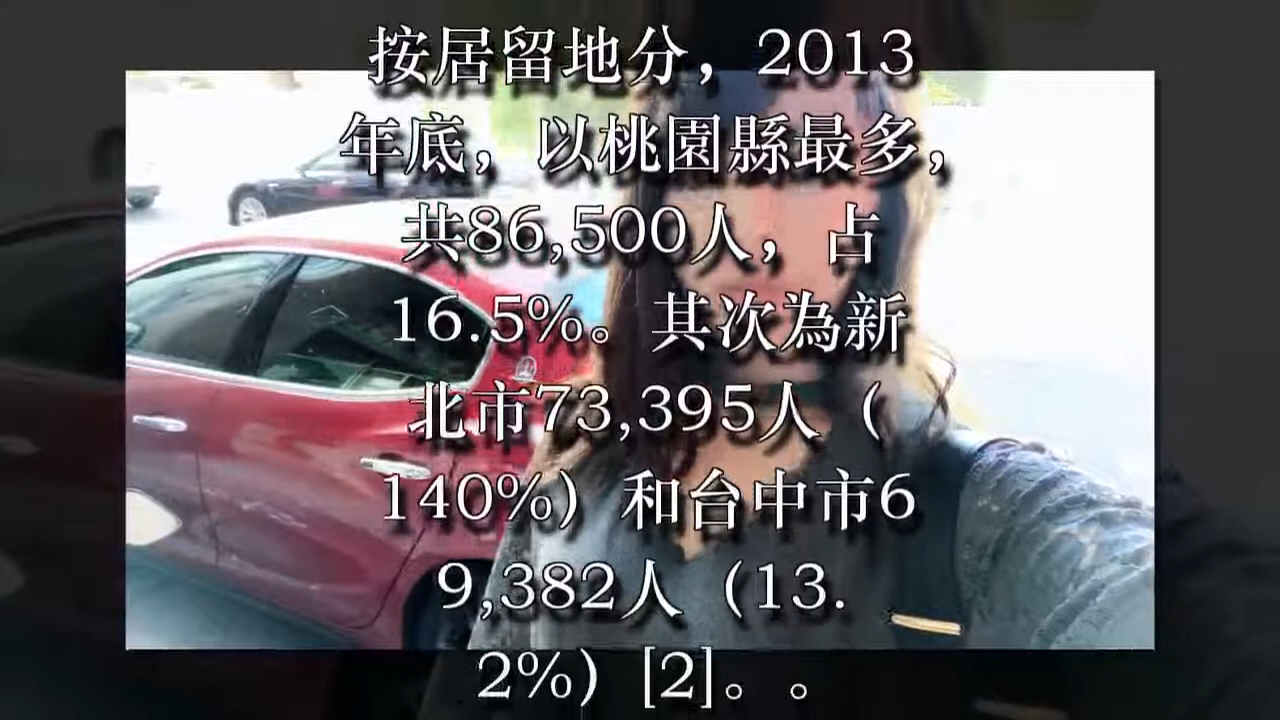 按居留地分，2013
年底，以桃園縣最多，
共86,500人，占
16.5%。其次為新
北市73,395人（
140%）和台中市6
9,382人（13.
2%）[2]。。